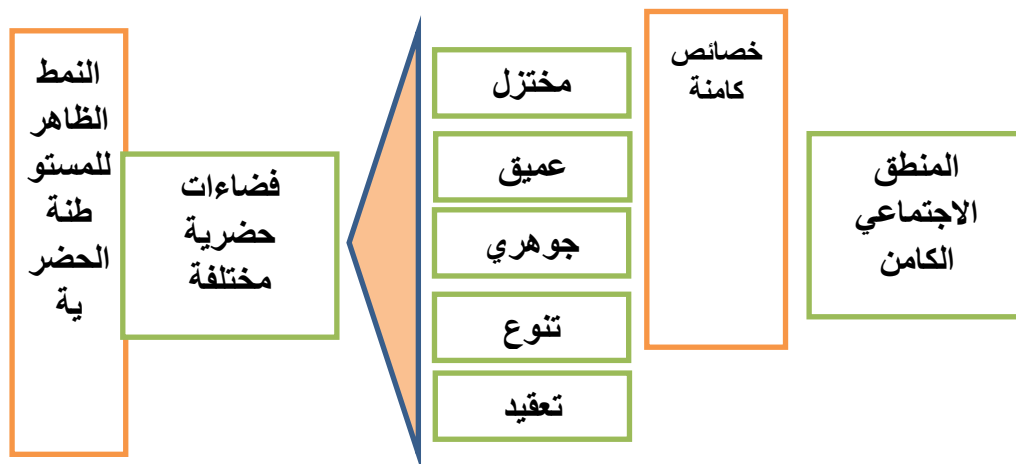 المنطق
الاجتماعي
الكامن
خصائص
كامنة
مختزل
عميق
جوهري
تنوع
تعقيد
فضاءات
حضرية
مختلفة
النمط
الظاهر
للمستو
طنة
الحضر
ية